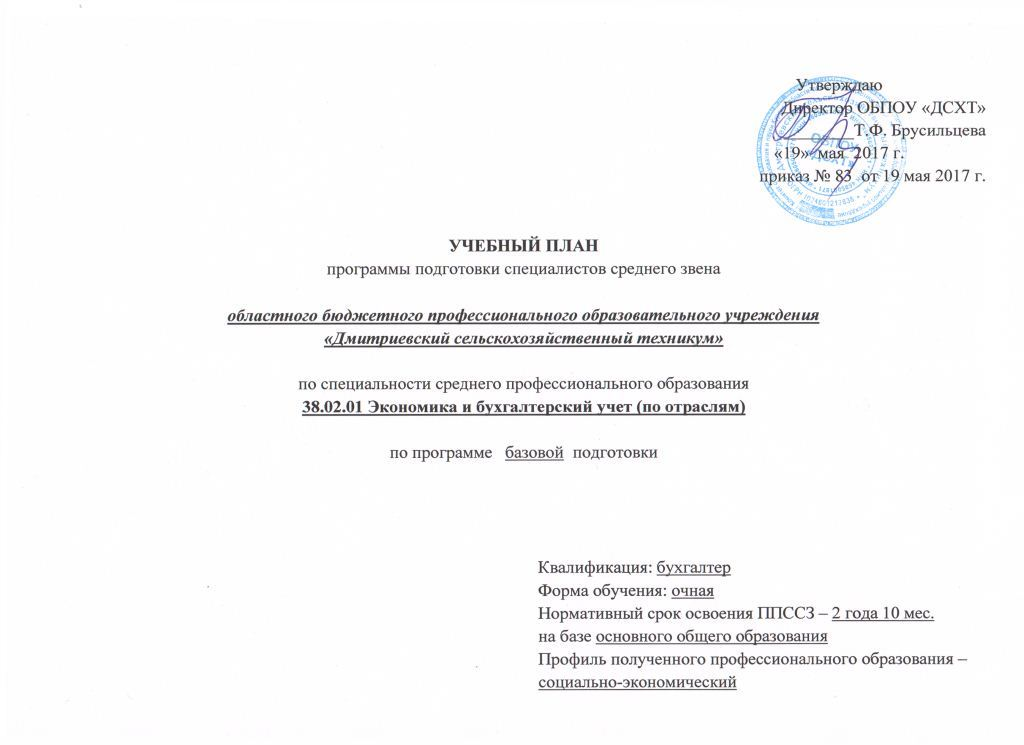 Утверждаю
Директор ОБПОУ «ДСХТ»
Т.Ф. Брусильцева
«19» мая 2017 г.
приказ № 83 от 19 мая 2017 г.
ОБПОУ
«ДСХТ»
УЧЕБНЫЙ ПЛАН
программы подготовки специалистов среднего звена
областного бюджетного профессионального образовательного учреждения
«Дмитриевский сельскохозяйственный техникум»
по специальности среднего профессионального образования
38.02.01 Экономика и бухгалтерский учет (по отраслям)
по программе базовой подготовки
Квалификация: бухгалтер
Форма обучения: очная
Нормативный срок освоения ППССЗ – 2 года 10 мес.
на базе основного общего образования
Профиль полученного профессионального образования –
социально-экономический